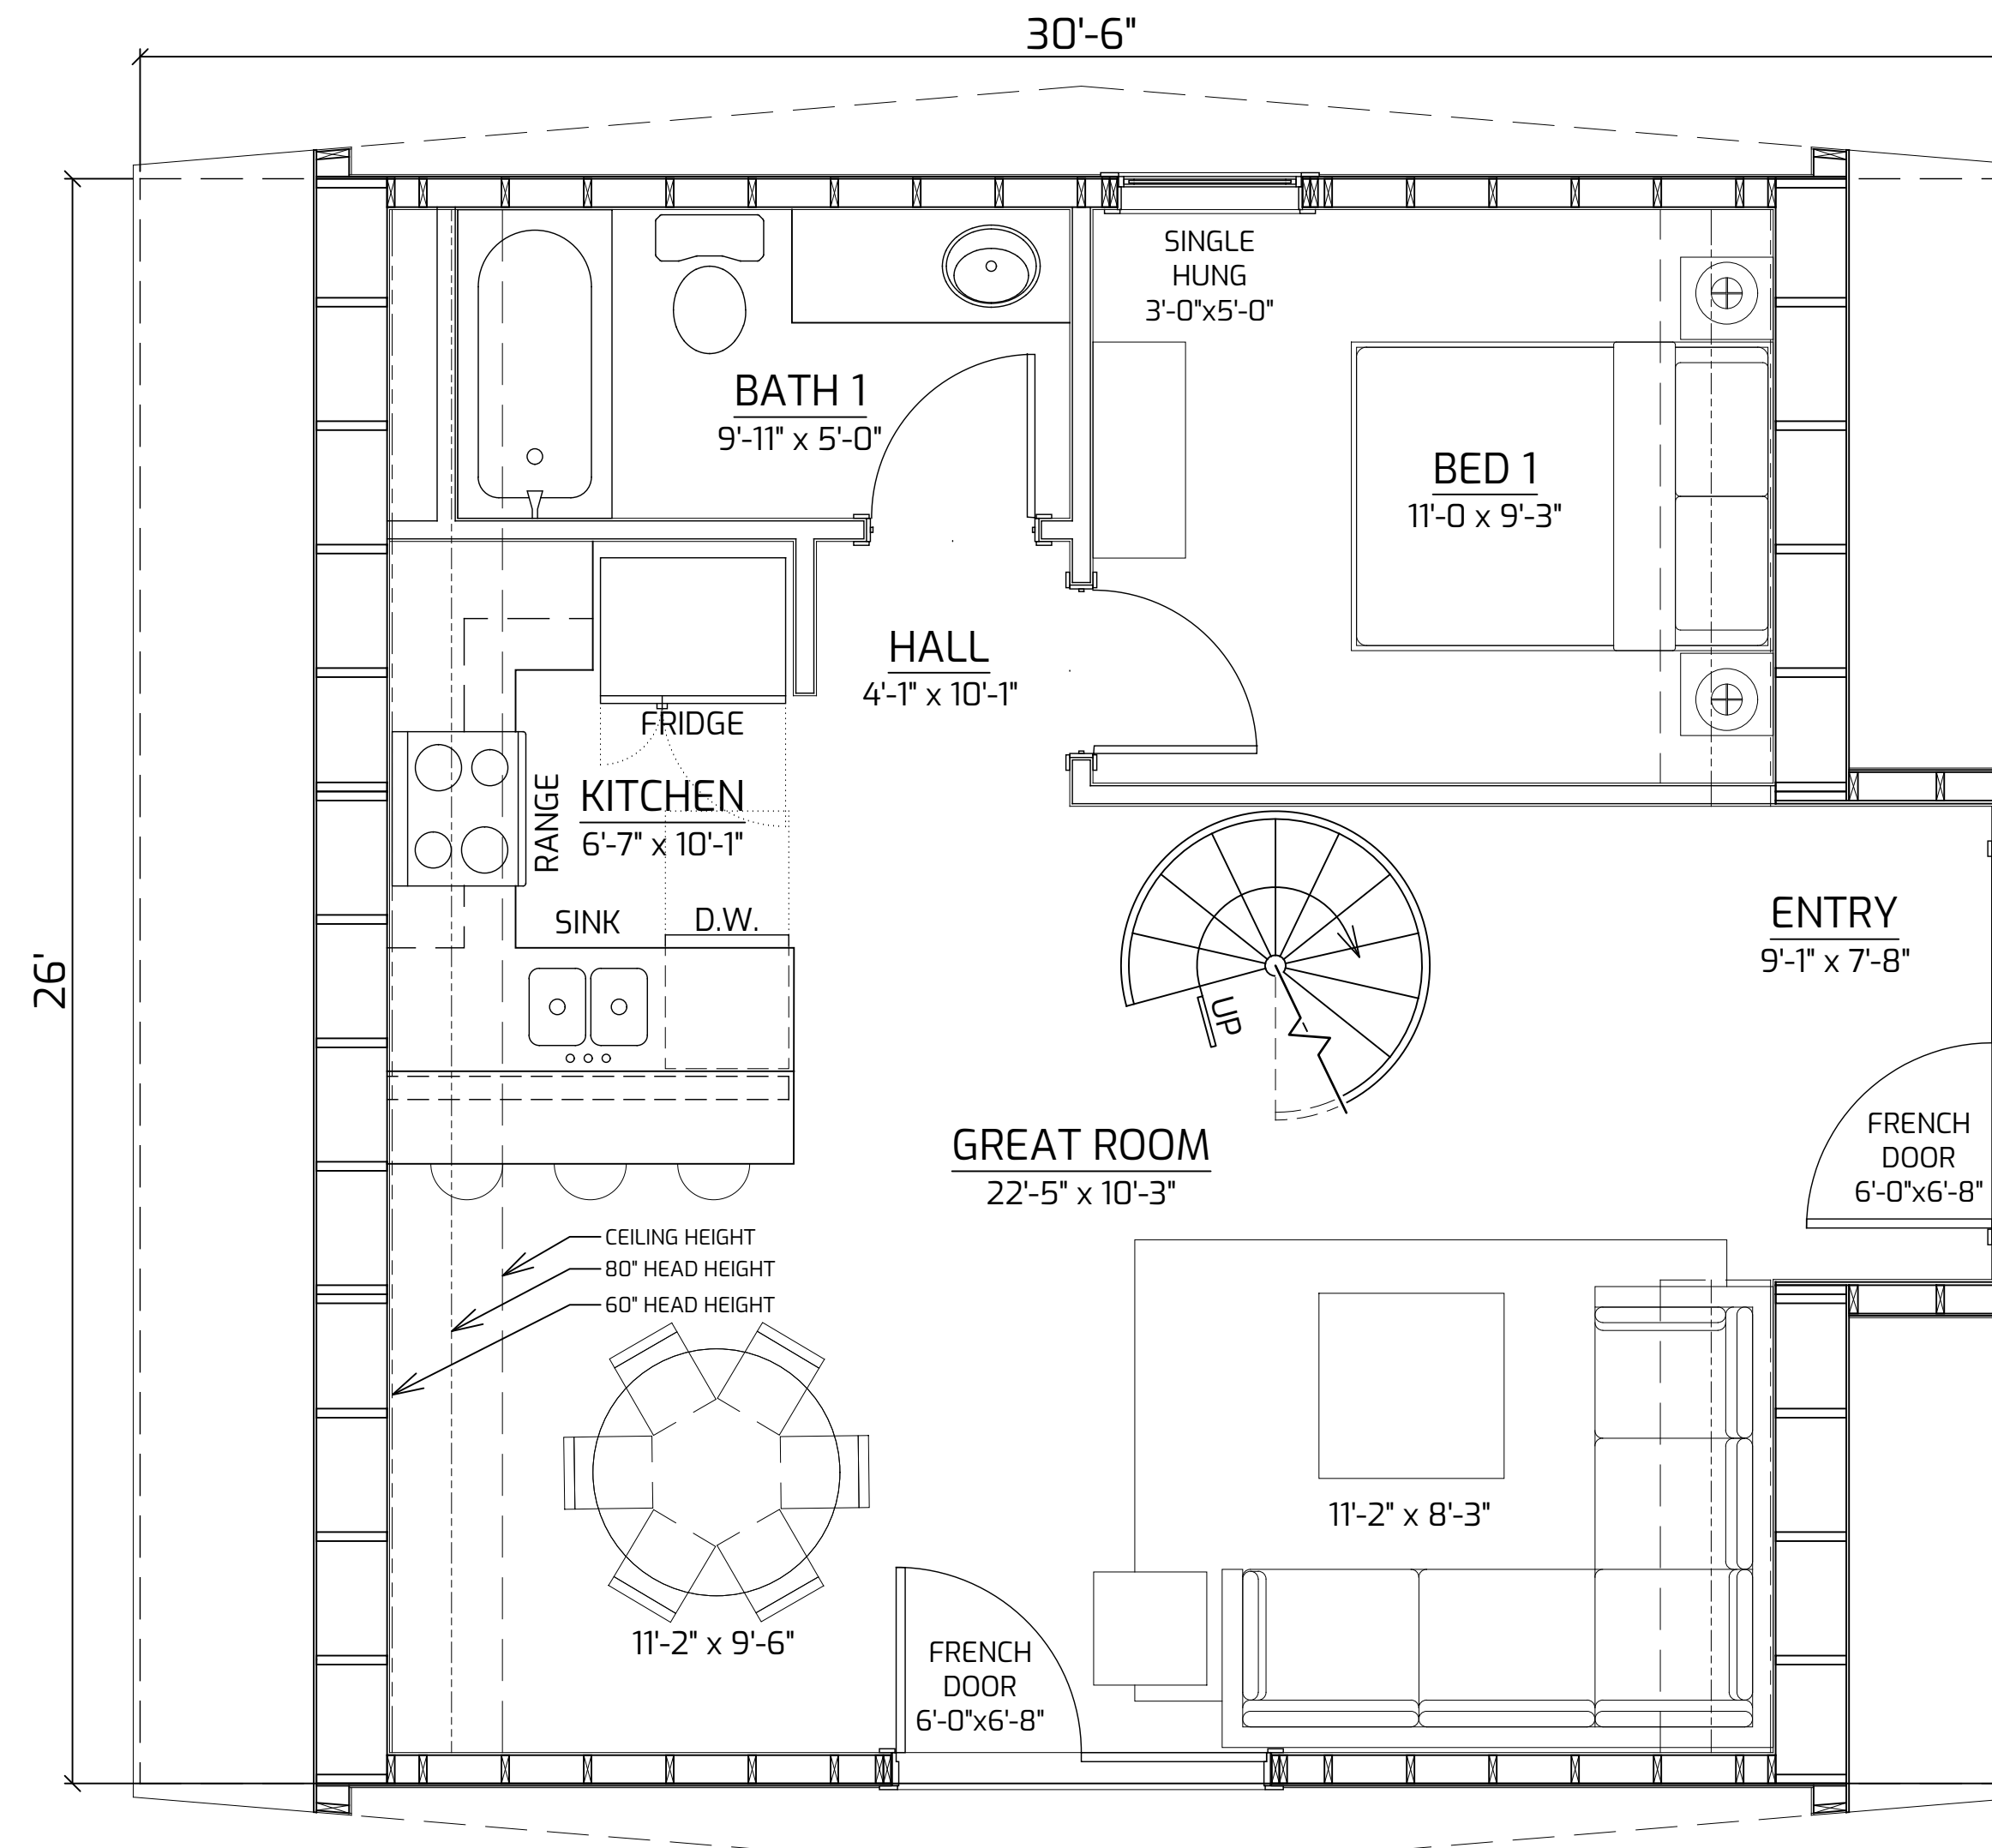 30'-6"
26'
SINGLE
HUNG
3'-0"x5'-0"
BATH 1
9'-11" x 5'-0"
BED 1
11'-0 x 9'-3"
HALL
4'-1" x 10'-1"
FRIDGE
RANGE
KITCHEN
6'-7" x 10'-1"
SINK
D.W.
UP
ENTRY
9'-1" x 7'-8"
GREAT ROOM
22'-5" x 10'-3"
FRENCH
DOOR
6'-0"x6'-8"
CEILING HEIGHT
80" HEAD HEIGHT
60" HEAD HEIGHT
11'-2" x 8'-3"
11'-2" x 9'-6"
FRENCH
DOOR
6'-0"x6'-8"